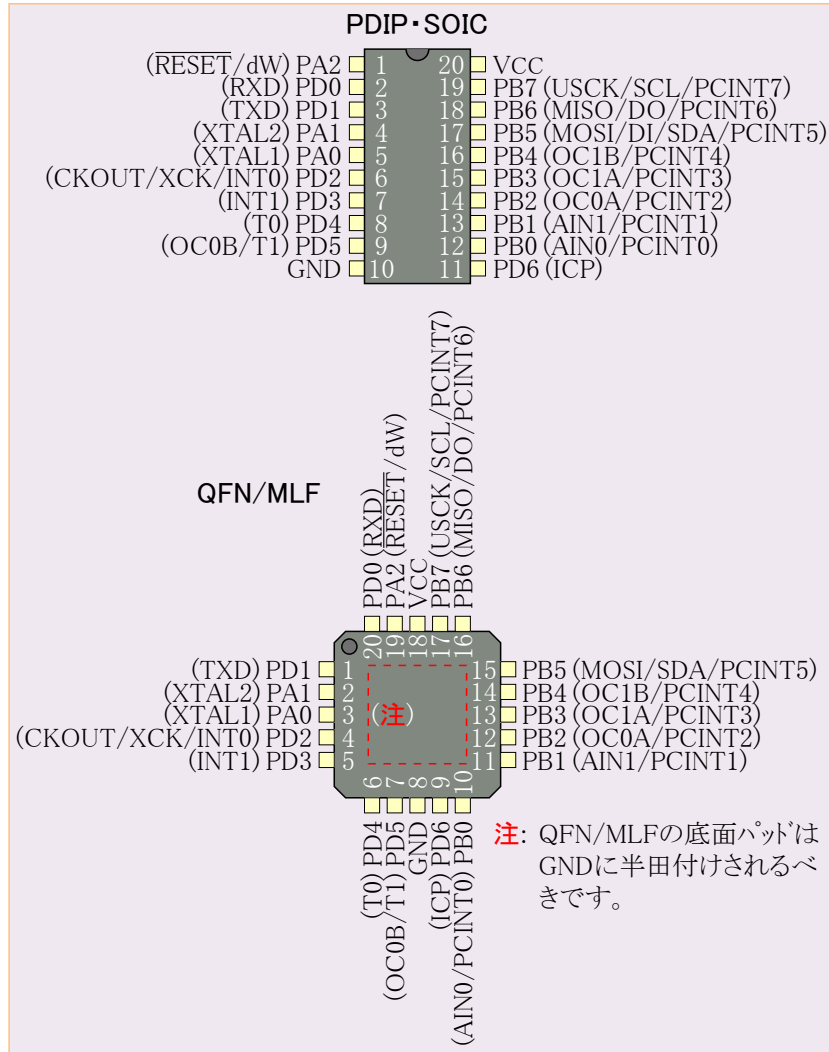 PDIP・SOIC
(RESET/dW) PA2 1 20 VCC
(RXD) PD0 2 19 PB7 (USCK/SCL/PCINT7)
(TXD) PD1 3 18 PB6 (MISO/DO/PCINT6)
(XTAL2) PA1 4 17 PB5 (MOSI/DI/SDA/PCINT5)
(XTAL1) PA0 5 16 PB4 (OC1B/PCINT4)
(CKOUT/XCK/INT0) PD2 6 15 PB3 (OC1A/PCINT3)
(INT1) PD3 7 14 PB2 (OC0A/PCINT2)
(T0) PD4 8 13 PB1 (AIN1/PCINT1)
(OC0B/T1) PD5 9 12 PB0 (AIN0/PCINT0)
GND 10 11 PD6 (ICP)
QFN/MLF
PD0 (RXD)
PA2 (RESET/dW)
VCC
PB7 (USCK/SCL/PCINT7)
PB6 (MISO/DO/PCINT6)
20 19 18 17 16
(TXD) PD1 1 15 PB5 (MOSI/SDA/PCINT5)
(XTAL2) PA1 2 14 PB4 (OC1B/PCINT4)
(XTAL1) PA0 3 (注) 13 PB3 (OC1A/PCINT3)
(CKOUT/XCK/INT0) PD2 4 12 PB2 (OC0A/PCINT2)
(INT1) PD3 5 11 PB1 (AIN1/PCINT1)
6 7 8 9 10
(T0) PD4
(OC0B/T1) PD5
GND
(ICP) PD6
(AIN0/PCINT0) PB0
注: QFN/MLFの底面ﾊﾟｯﾄﾞは
GNDに半田付けされるべ
きです。